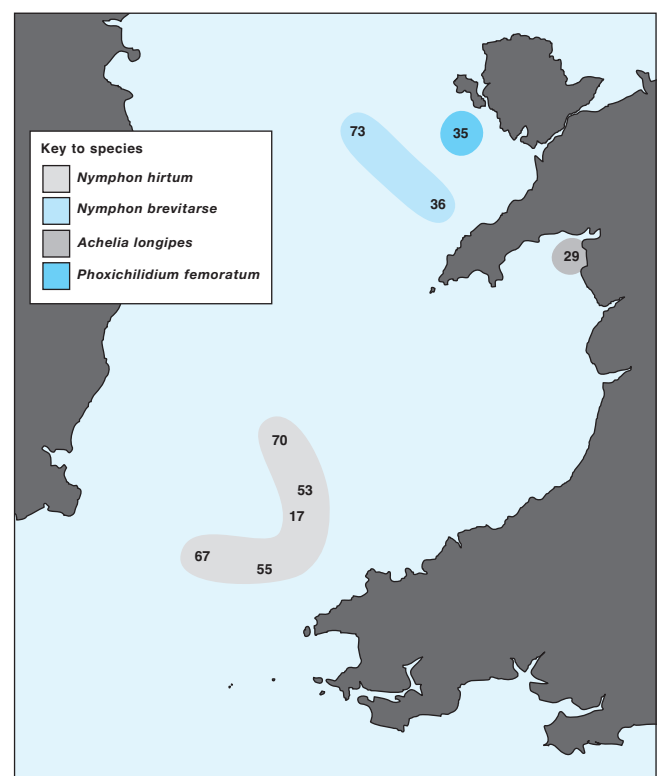 73
35
Key to species
Nymphon hirtum
Nymphon brevitarse
36
Achelia longipes
29
Phoxichilidium femoratum
70
53
17
67
55